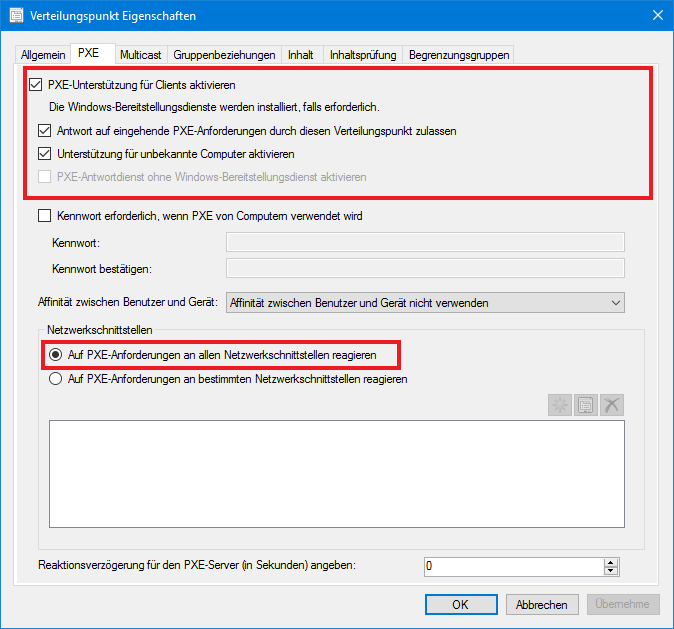 Verteilungspunkt Eigenschaften
Allgemein PXE Multicast Gruppenbeziehungen Inhalt Inhaltsprüfung Begrenzungsgruppen
PXE-Unterstützung für Clients aktivieren
Die Windows-Bereitstellungsdienste werden installiert, falls erforderlich.
Antwort auf eingehende PXE-Anforderungen durch diesen Verteilungspunkt zulassen
Unterstützung für unbekannte Computer aktivieren
PXE-Antwortdienst ohne Windows-Bereitstellungsdienst aktivieren
Kennwort erforderlich, wenn PXE von Computern verwendet wird
Kennwort:
Kennwort bestätigen:
Affinität zwischen Benutzer und Gerät: Affinität zwischen Benutzer und Gerät nicht verwenden
Netzwerkschnittstellen
Auf PXE-Anforderungen an allen Netzwerkschnittstellen reagieren
Auf PXE-Anforderungen an bestimmten Netzwerkschnittstellen reagieren
Reaktionsverzögerung für den PXE-Server (in Sekunden) angeben: 0
OK Abbrechen Übernehme